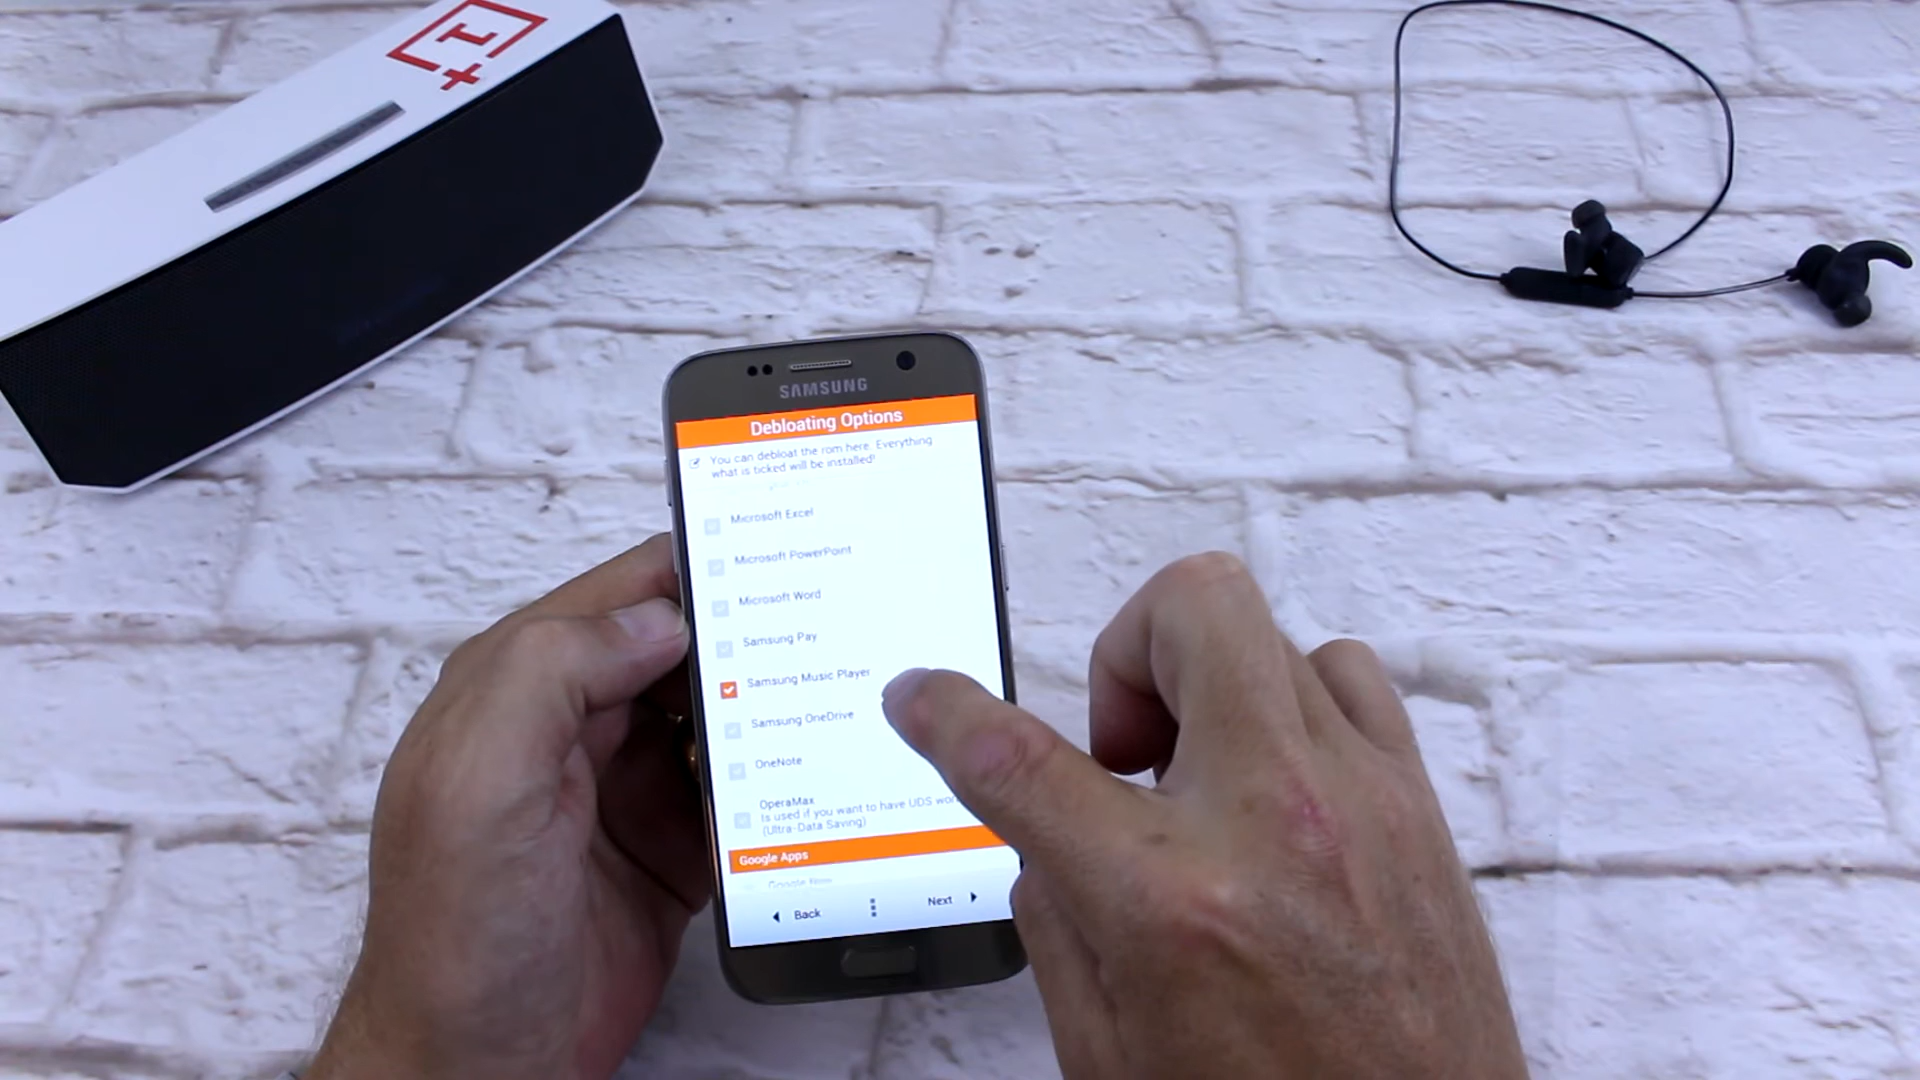 SAMSUNG
Debloating Options
You can debloat the rom here. Everything
what is ticked will be installed!
Microsoft Excel
Microsoft PowerPoint
Microsoft Word
Samsung Pay
Samsung Music Player
Samsung OneDrive
OneNote
OperaMax
Is used if you want to have UDS
(Ultra-Data Saving)
Google Apps
Back
Next